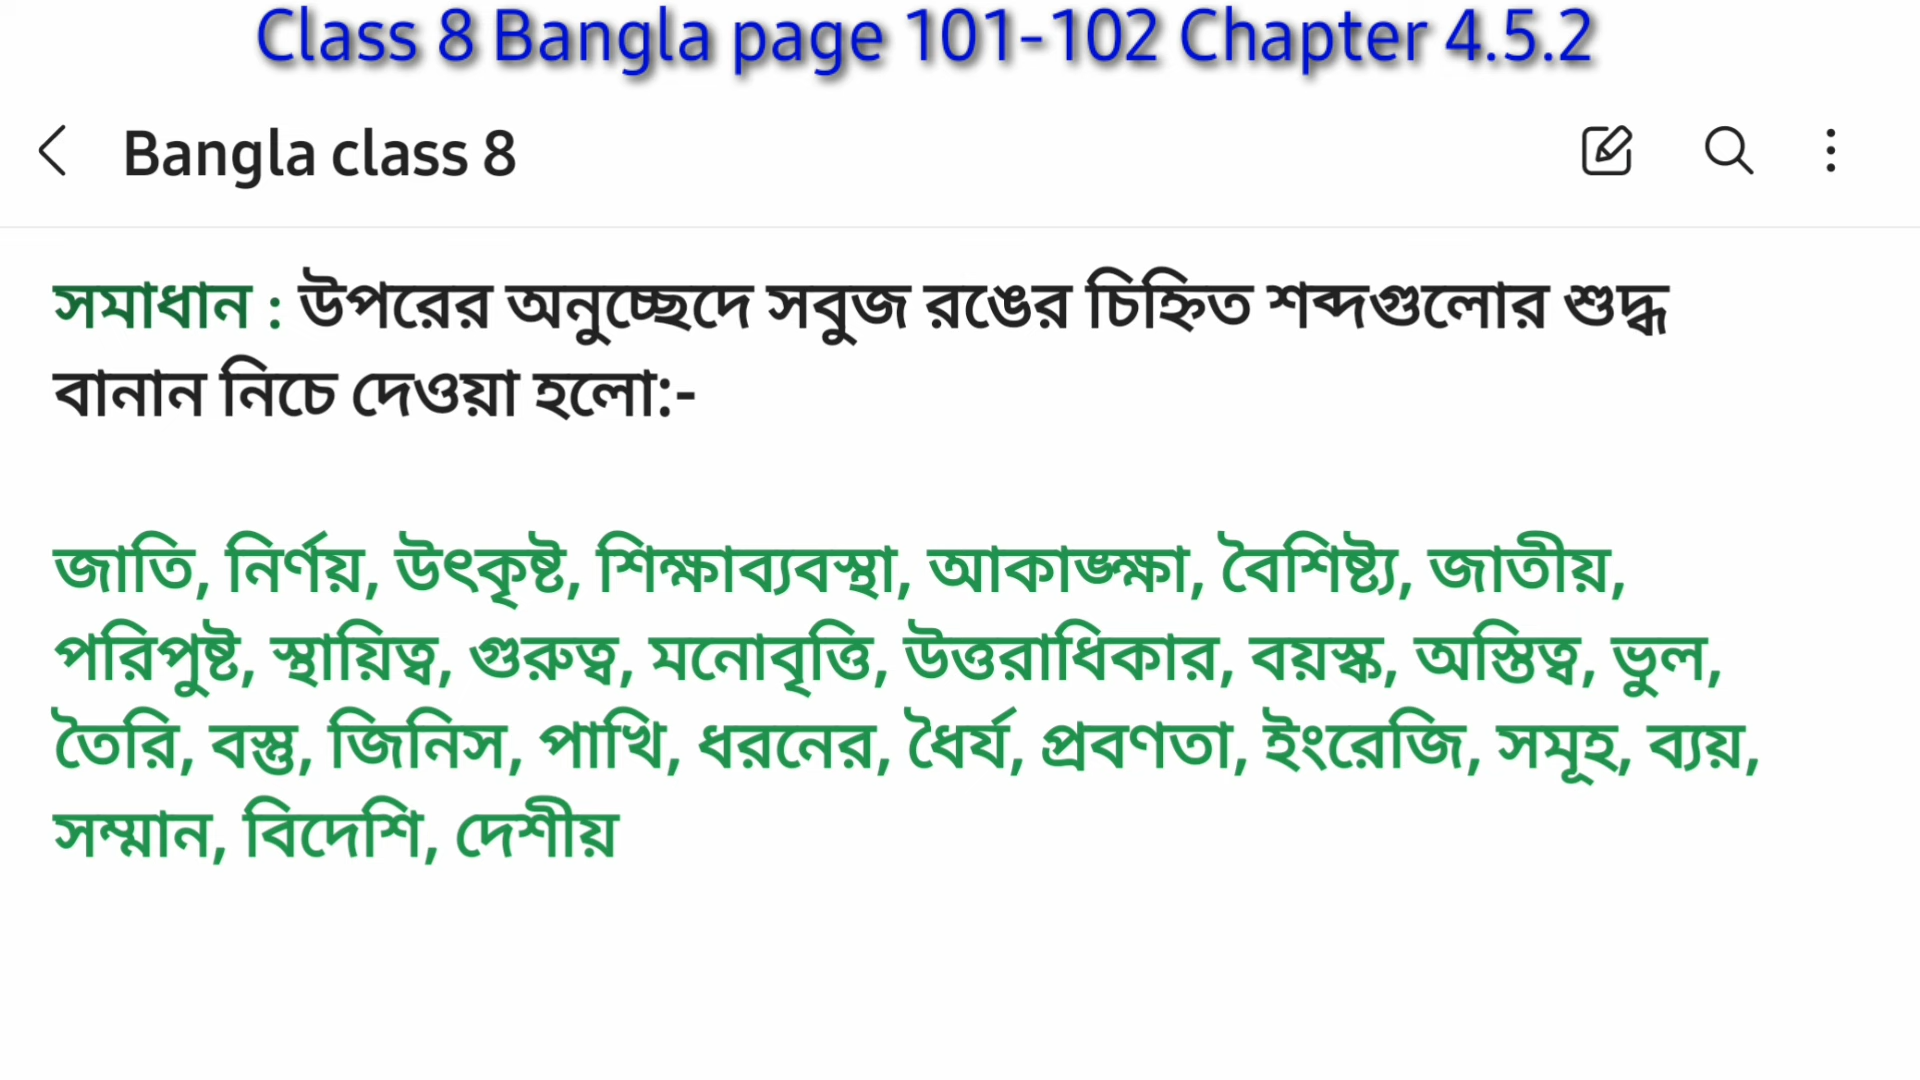 Class 8 Bangla page 101-102 Chapter 4.5.2
Bangla class 8
সমাধান : উপরের অনুচ্ছেদে সবুজ রঙের চিহ্নিত শব্দগুলোর শুদ্ধ
বানান নিচে দেওয়া হলো:-
জাতি, নির্ণয়, উৎকৃষ্ট, শিক্ষাব্যবস্থা, আকাঙ্ক্ষা, বৈশিষ্ট্য, জাতীয়,
পরিপুষ্ট, স্থায়িত্ব, গুরুত্ব, মনোবৃত্তি, উত্তরাধিকার, বয়স্ক, অস্তিত্ব, ভুল,
তৈরি, বস্তু, জিনিস, পাখি, ধরনের, ধৈর্য, প্রবণতা, ইংরেজি, সমূহ, ব্যয়,
সম্মান, বিদেশি, দেশীয়